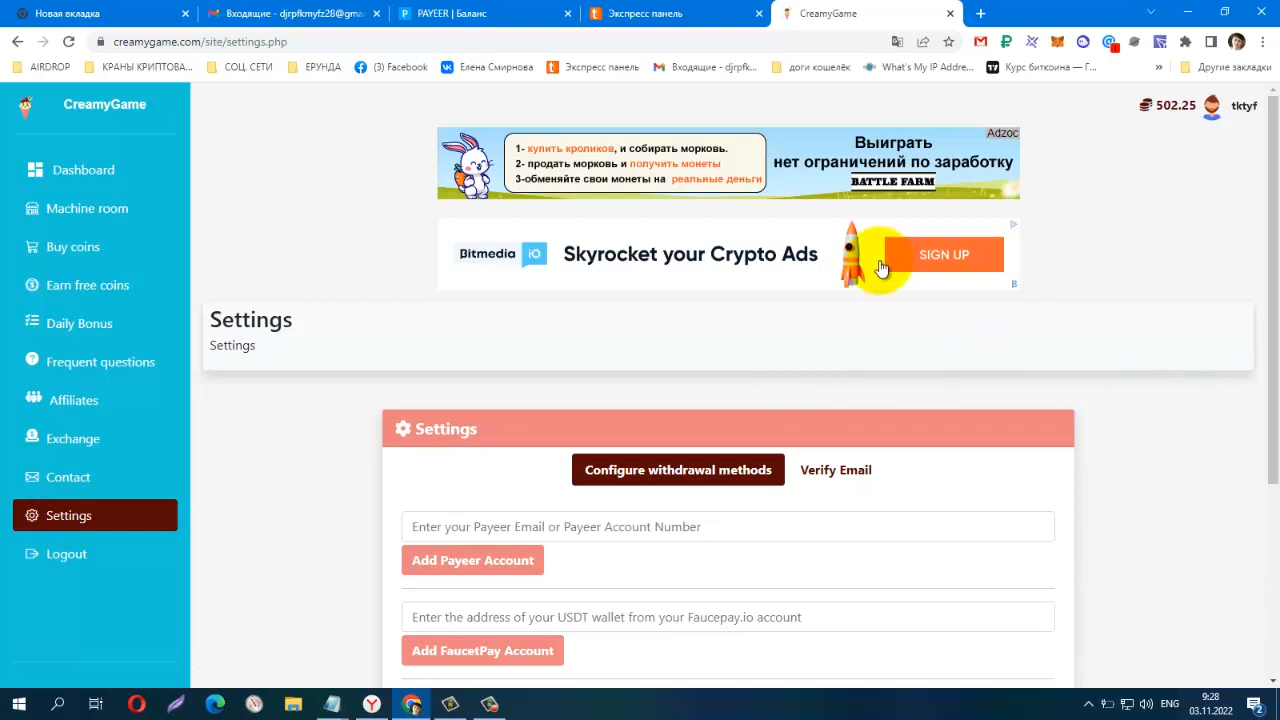 Новая вкладка
Входящие - djrpfkmyfz28@gma
PAYEER | Баланс
Экспресс панель
CreamyGame
creamygame.com/site/settings.php
AIRDROP
КРАНЫ КРИПТОВА...
СОЦ. СЕТИ
ЕРУНДА
(3) Facebook
Елена Смирнова
Экспресс панель
Входящие - djrpfk...
доги кошелёк
What's My IP Addre...
Курс биткоина — Г...
»
Другие закладки
CreamyGame
502.25
tktyf
Adzoc
1- купить кроликов, и собирать морковь.
2- продать морковь и получить монеты
3-обменяйте свои монеты на реальные деньги
Выиграть
нет ограничений по заработку
BATTLE FARM
Bitmedia iO
Skyrocket your Crypto Ads
SIGN UP
B
Dashboard
Machine room
Buy coins
Earn free coins
Daily Bonus
Frequent questions
Affiliates
Exchange
Contact
Settings
Logout
Settings
Settings
Settings
Configure withdrawal methods
Verify Email
Enter your Payeer Email or Payeer Account Number
Add Payeer Account
Enter the address of your USDT wallet from your Faucepay.io account
Add FaucetPay Account
ENG
9:28
03.11.2022
2